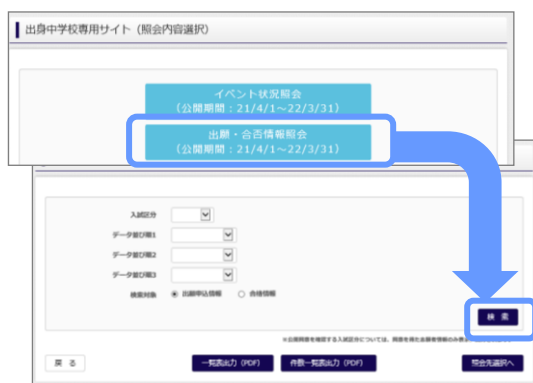 出身中学校専用サイト（照会内容選択）
イベント状況照会
（公開期間：21/4/1～22/3/31）
出願・合否情報照会
（公開期間：21/4/1～22/3/31）
入試区分
データ並び順1
データ並び順2
データ並び順3
検索対象 出願申込情報 合格情報
検 索
戻 る 一覧表出力（PDF） 件数一覧表出力（PDF） 照会先選択へ